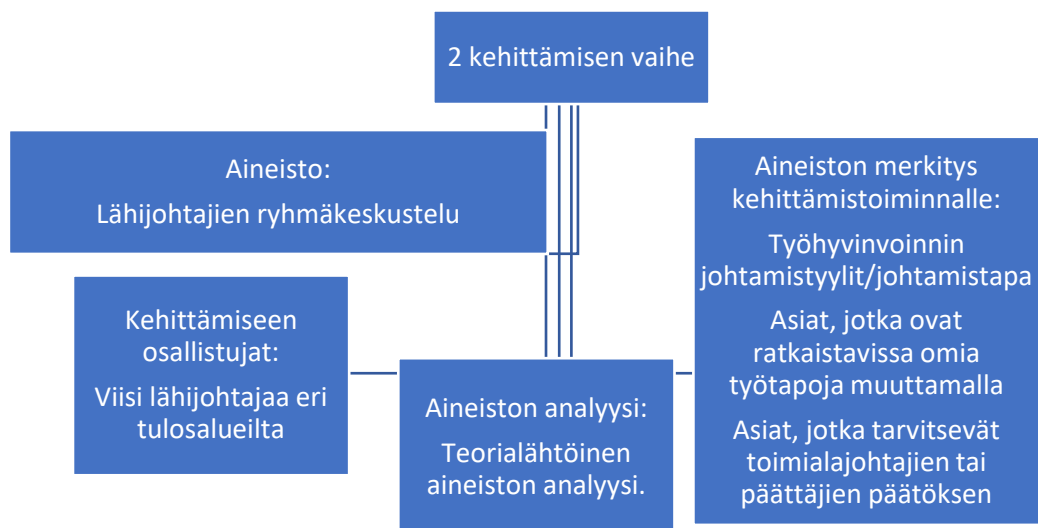 2 kehittämisen vaihe
Aineisto:
Lähijohtajien ryhmäkeskustelu
Kehittämiseen
osallistujat:
Viisi lähijohtajaa eri
tulosalueilta
Aineiston analyysi:
Teorialähtöinen
aineiston analyysi.
Aineiston merkitys
kehittämistoiminnalle:
Työhyvinvoinnin
johtamistyylit/johtamistapa
Asiat, jotka ovat
ratkaistavissa omia
työtapoja muuttamalla
Asiat, jotka tarvitsevät
toimialajohtajien tai
päättäjien päätöksen